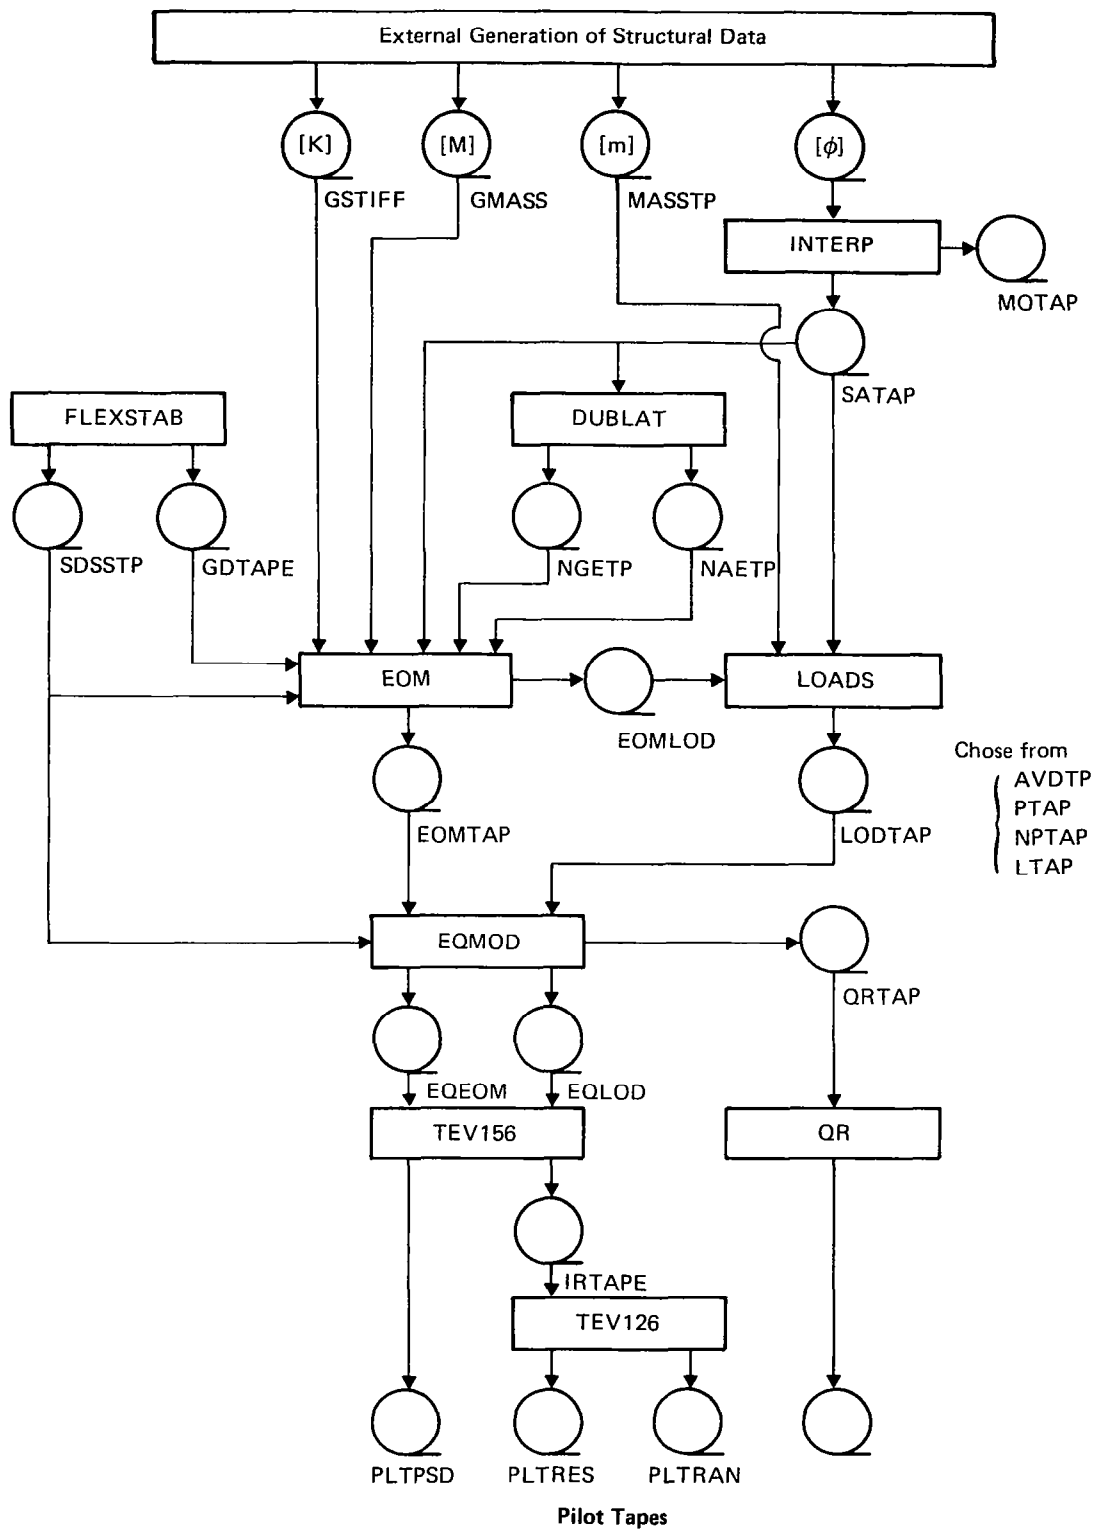 External Generation of Structural Data
[K]
[M]
[m]
[ϕ]
GSTIFF
GMASS
MASSTP
INTERP
MOTAP
SATAP
FLEXSTAB
DUBLAT
SDSSTP
GDTAPE
NGETP
NAETP
EOM
LOADS
EOMLOD
Chose from
AVDTP
PTAP
NPTAP
LTAP
EOMTAP
LODTAP
EQMOD
QRTAP
EQEOM
EQLOD
TEV156
QR
IRTAPE
TEV126
PLTPSD
PLTRES
PLTRAN
Pilot Tapes